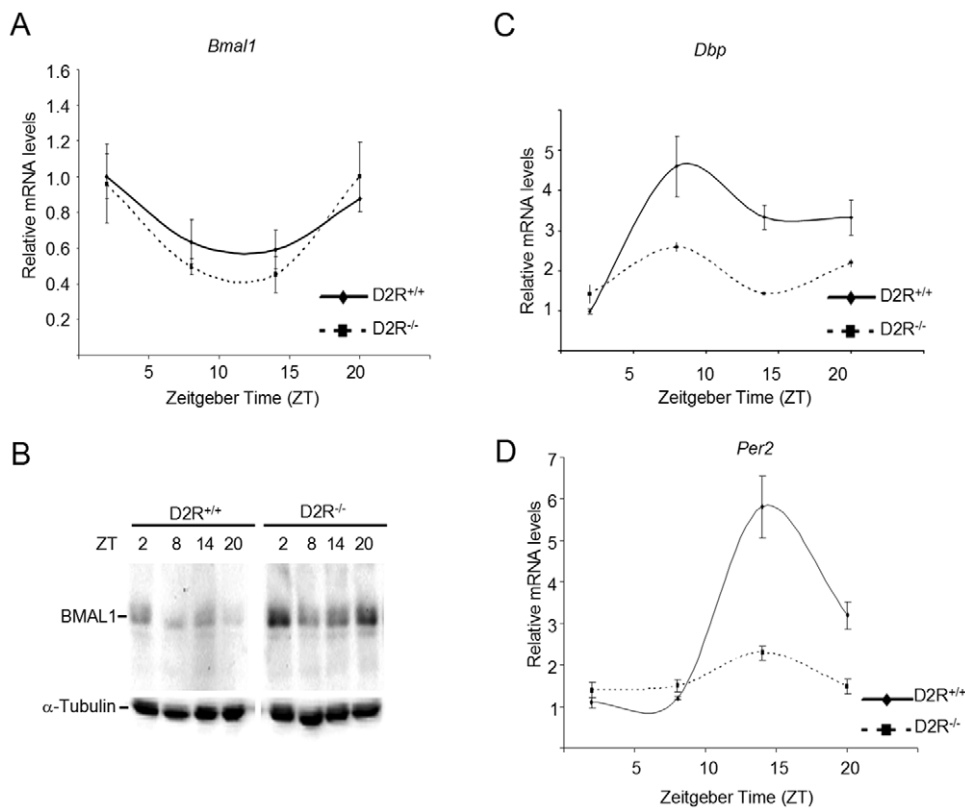 A
Bmal1
Relative mRNA levels
1.6
1.4
1.2
1.0
0.8
0.6
0.4
0.2
5 10 15 20
Zeitgeber Time (ZT)
D2R+/+
D2R-/-
B
D2R+/+ D2R-/-
ZT 2 8 14 20 2 8 14 20
BMAL1
α-Tubulin
C
Dbp
Relative mRNA levels
5
4
3
2
1
5 10 15 20
Zeitgeber Time (ZT)
D2R+/+
D2R-/-
D
Per2
Relative mRNA levels
7
6
5
4
3
2
1
5 10 15 20
Zeitgeber Time (ZT)
D2R+/+
D2R-/-